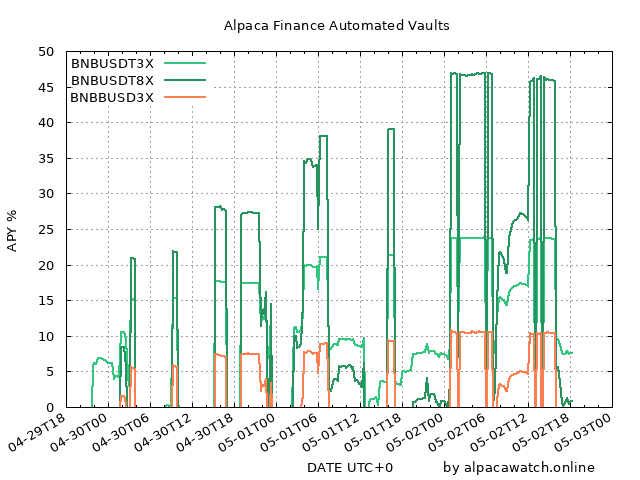 Alpaca Finance Automated Vaults
50
45
40
35
30
25
20
15
10
5
0
APY %
BNBUSDT3X
BNBUSDT8X
BNBBUSD3X
04-29T18
04-30T00
04-30T06
04-30T12
04-30T18
05-01T00
05-01T06
05-01T12
05-01T18
05-02T00
05-02T06
05-02T12
05-02T18
05-03T00
DATE UTC+0
by alpacawatch.online